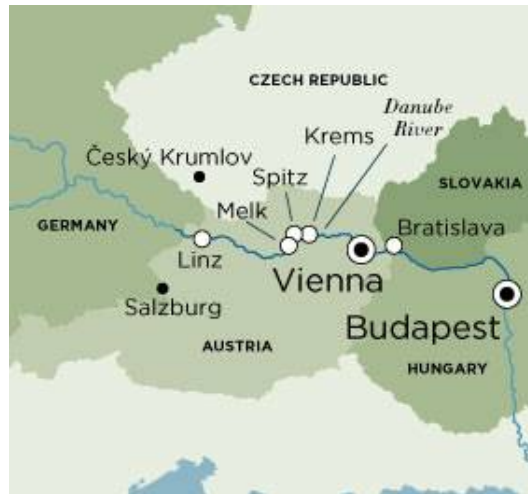 CZECH REPUBLIC
Danube
River
Krems
Český Krumlov
Spitz
SLOVAKIA
Melk
GERMANY
Bratislava
Linz
Vienna
Salzburg
Budapest
AUSTRIA
HUNGARY